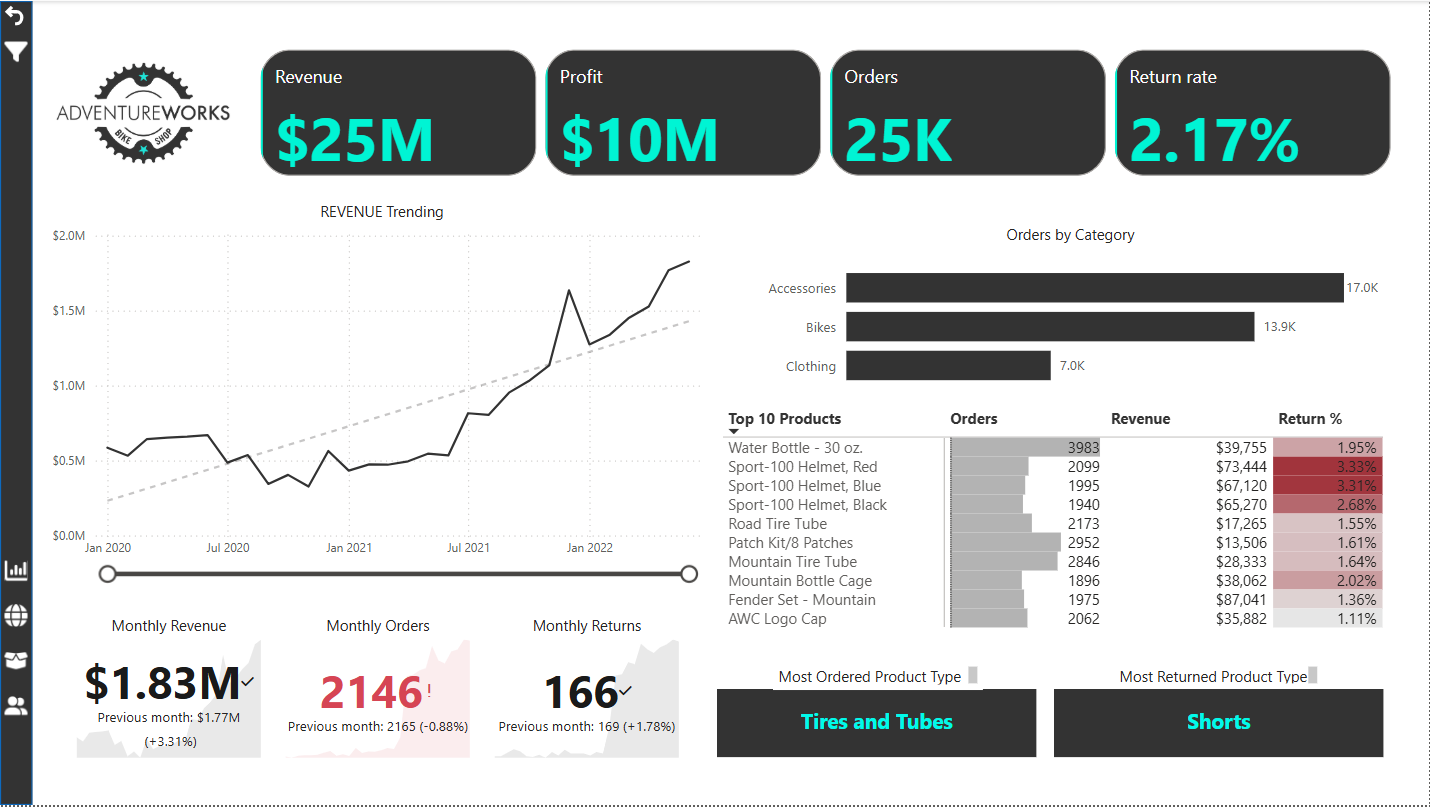 ADVENTUREWORKS
BIKE SHOP
Revenue
$25M
Profit
$10M
Orders
25K
Return rate
2.17%
REVENUE Trending
$2.0M
$1.5M
$1.0M
$0.5M
$0.0M
Jan 2020 Jul 2020 Jan 2021 Jul 2021 Jan 2022
Orders by Category
Accessories 17.0K
Bikes 13.9K
Clothing 7.0K
Top 10 Products Orders Revenue Return %
Water Bottle - 30 oz. 3983 $39,755 1.95%
Sport-100 Helmet, Red 2099 $73,444 3.33%
Sport-100 Helmet, Blue 1995 $67,120 3.31%
Sport-100 Helmet, Black 1940 $65,270 2.68%
Road Tire Tube 2173 $17,265 1.55%
Patch Kit/8 Patches 2952 $13,506 1.61%
Mountain Tire Tube 2846 $28,333 1.64%
Mountain Bottle Cage 1896 $38,062 2.02%
Fender Set - Mountain 1975 $87,041 1.36%
AWC Logo Cap 2062 $35,882 1.11%
Monthly Revenue
$1.83M
Previous month: $1.77M
(+3.31%)
Monthly Orders
2146!
Previous month: 2165 (-0.88%)
Monthly Returns
166
Previous month: 169 (+1.78%)
Most Ordered Product Type
Tires and Tubes
Most Returned Product Type
Shorts